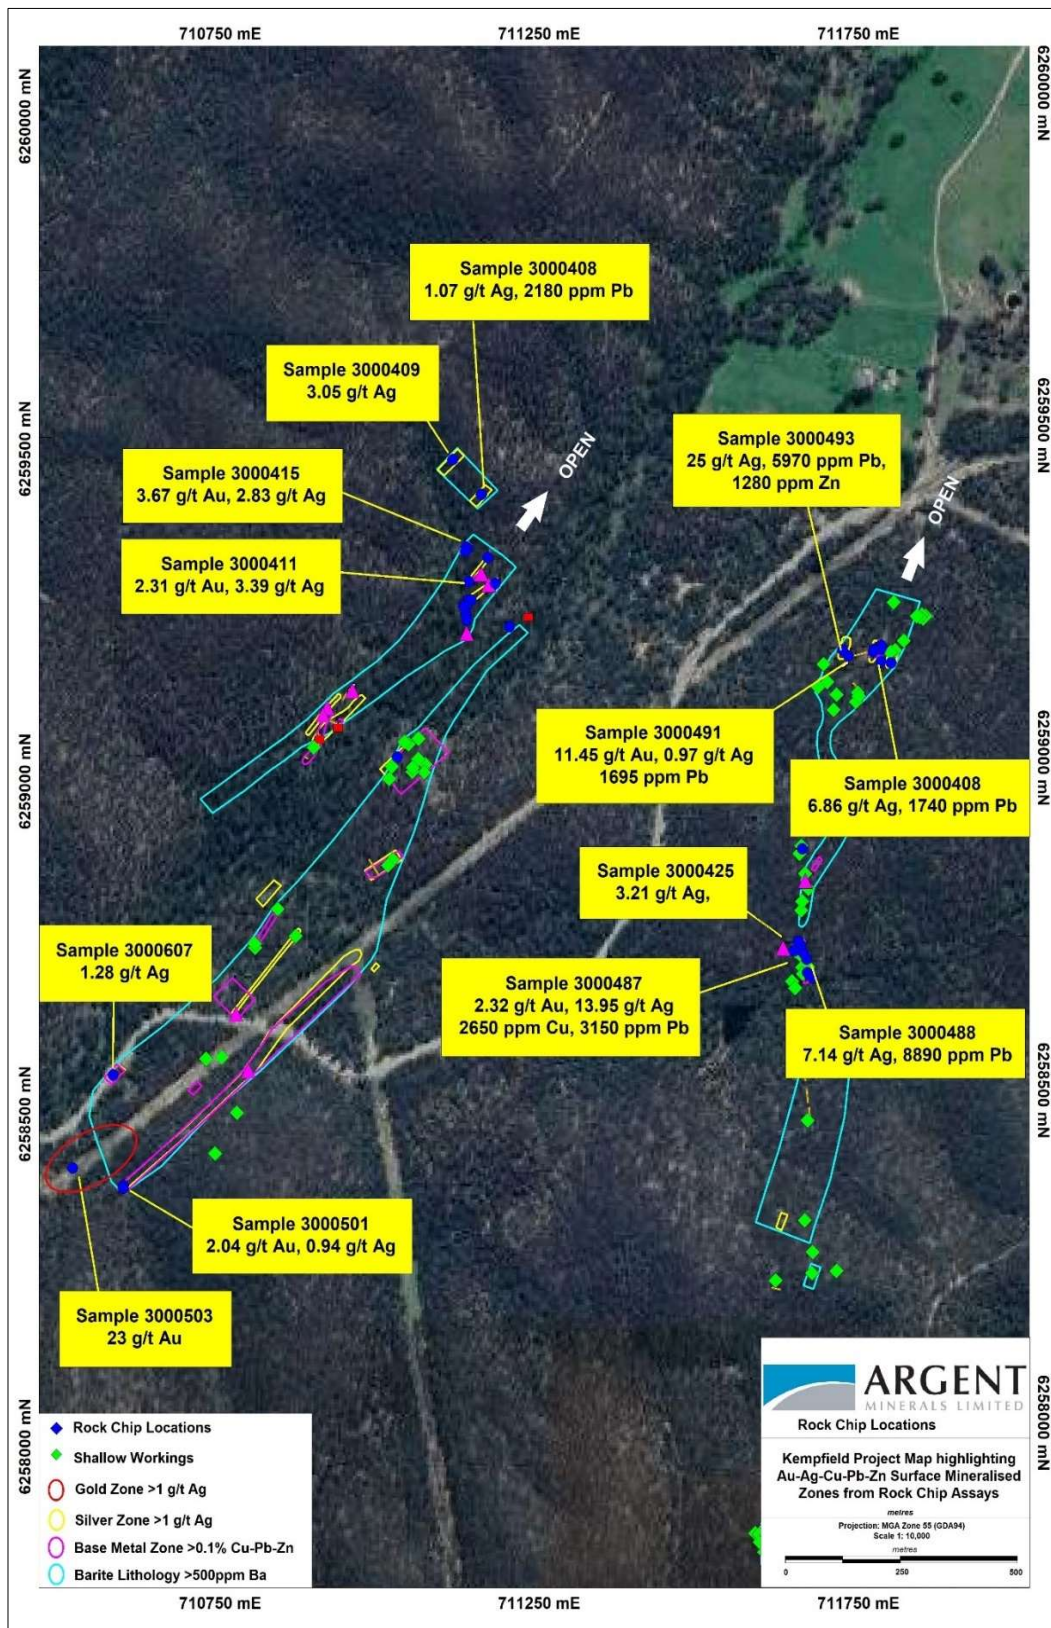 710750 mE
711250 mE
711750 mE
6260000 mN
6260000 mN
Sample 3000408
1.07 g/t Ag, 2180 ppm Pb
Sample 3000409
3.05 g/t Ag
6259500 mN
6259500 mN
Sample 3000493
25 g/t Ag, 5970 ppm Pb,
1280 ppm Zn
OPEN
Sample 3000415
3.67 g/t Au, 2.83 g/t Ag
OPEN
Sample 3000411
2.31 g/t Au, 3.39 g/t Ag
6259000 mN
6259000 mN
Sample 3000491
11.45 g/t Au, 0.97 g/t Ag
1695 ppm Pb
Sample 3000408
6.86 g/t Ag, 1740 ppm Pb
Sample 3000425
3.21 g/t Ag,
Sample 3000607
1.28 g/t Ag
Sample 3000487
2.32 g/t Au, 13.95 g/t Ag
2650 ppm Cu, 3150 ppm Pb
Sample 3000488
7.14 g/t Ag, 8890 ppm Pb
6258500 mN
6258500 mN
Sample 3000501
2.04 g/t Au, 0.94 g/t Ag
Sample 3000503
23 g/t Au
6258000 mN
6258000 mN
Rock Chip Locations
Shallow Workings
Gold Zone >1 g/t Ag
Silver Zone >1 g/t Ag
Base Metal Zone >0.1% Cu-Pb-Zn
Barite Lithology >500ppm Ba
ARGENT
MINERALS LIMITED
Rock Chip Locations
Kempfield Project Map highlighting
Au-Ag-Cu-Pb-Zn Surface Mineralised
Zones from Rock Chip Assays
metres
Projection: MGA Zone 55 (GDA94)
Scale 1: 10,000
metres
0
250
500
710750 mE
711250 mE
711750 mE